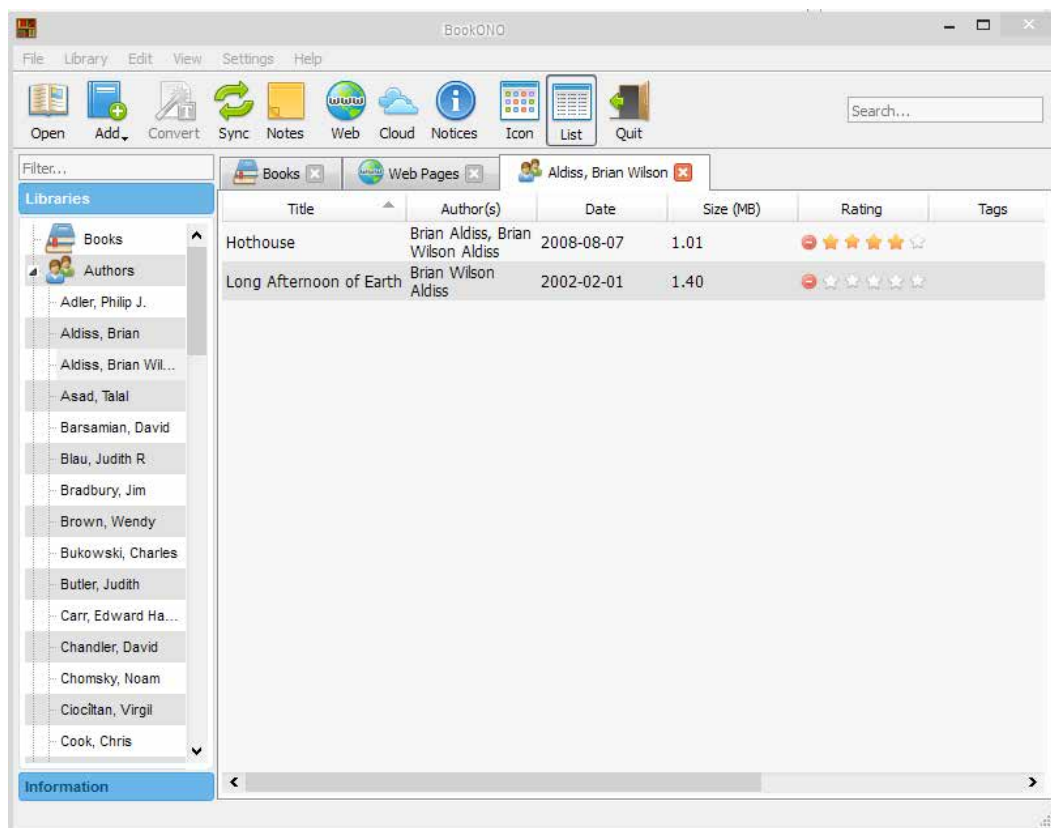 BookONO
File Library Edit View Settings Help
Open Add Convert Sync Notes Web Cloud Notices Icon List Quit
Search...
Filter...
Books Web Pages Aldiss, Brian Wilson
Libraries
Title Author(s) Date Size (MB) Rating Tags
Books
Authors
Adler, Philip J.
Aldiss, Brian
Aldiss, Brian Wil...
Asad, Talal
Barsamian, David
Blau, Judith R
Bradbury, Jim
Brown, Wendy
Bukowski, Charles
Butler, Judith
Carr, Edward Ha...
Chandler, David
Chomsky, Noam
Ciocîltan, Virgil
Cook, Chris
Information
Hothouse
Brian Aldiss, Brian
Wilson Aldiss
2008-08-07 1.01
Long Afternoon of Earth
Brian Wilson
Aldiss
2002-02-01 1.40